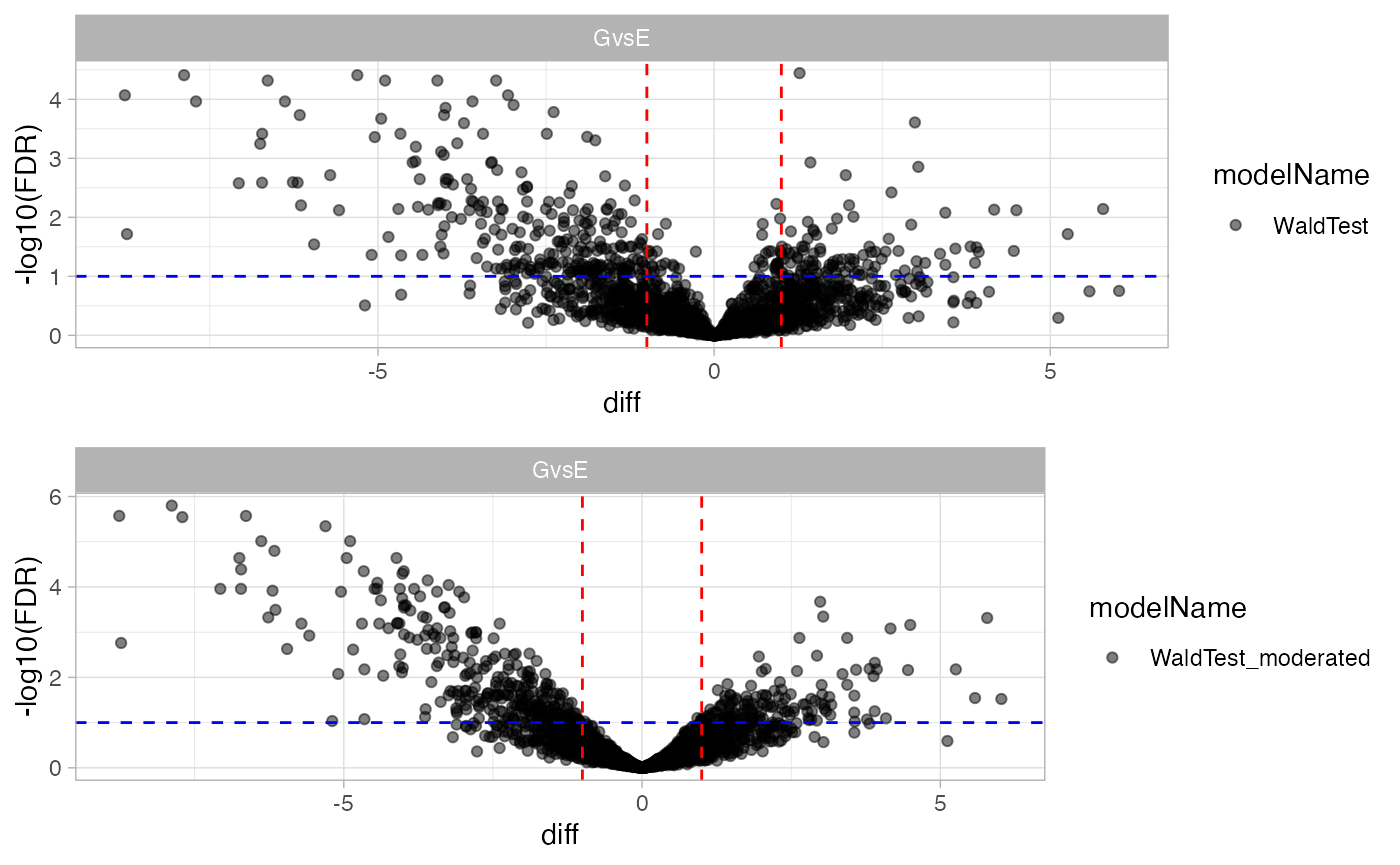 GvsE
-log10(FDR)
4
3
2
1
0
-5
0
5
diff
modelName
WaldTest
GvsE
-log10(FDR)
6
4
2
0
-5
0
5
diff
modelName
WaldTest_moderated